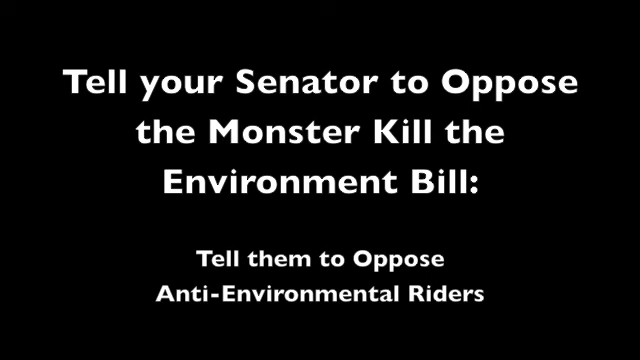 Tell your Senator to Oppose
the Monster Kill the
Environment Bill:
Tell them to Oppose
Anti-Environmental Riders